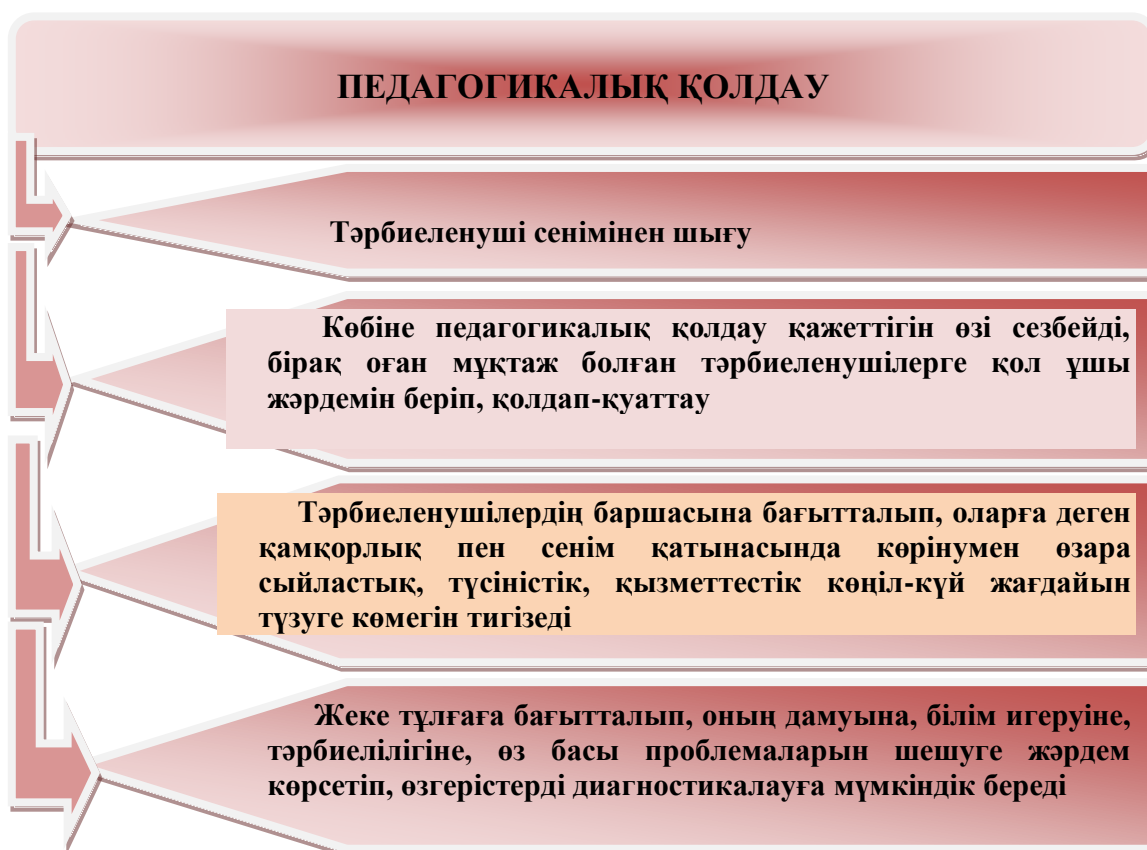 ПЕДАГОГИКАЛЫҚ ҚОЛДАУ
Тәрбиеленуші сенімінен шығу
Көбіне педагогикалық қолдау қажеттігін өзі сезбейді,
бірақ оған мұқтаж болған тәрбиеленушілерге қол ұшы
жәрдемін беріп, қолдап-қуаттау
Тәрбиеленушілердің баршасына бағытталып, оларға деген
қамқорлық пен сенім қатынасында көрінумен өзара
сыйластық, түсіністік, қызметтестік көңіл-күй жағдайын
түзуге көмегін тигізеді
Жеке тұлғаға бағытталып, оның дамуына, білім игеруіне,
тәрбиелілігіне, өз басы проблемаларын шешуге жәрдем
көрсетіп, өзгерістерді диагностикалауға мүмкіндік береді